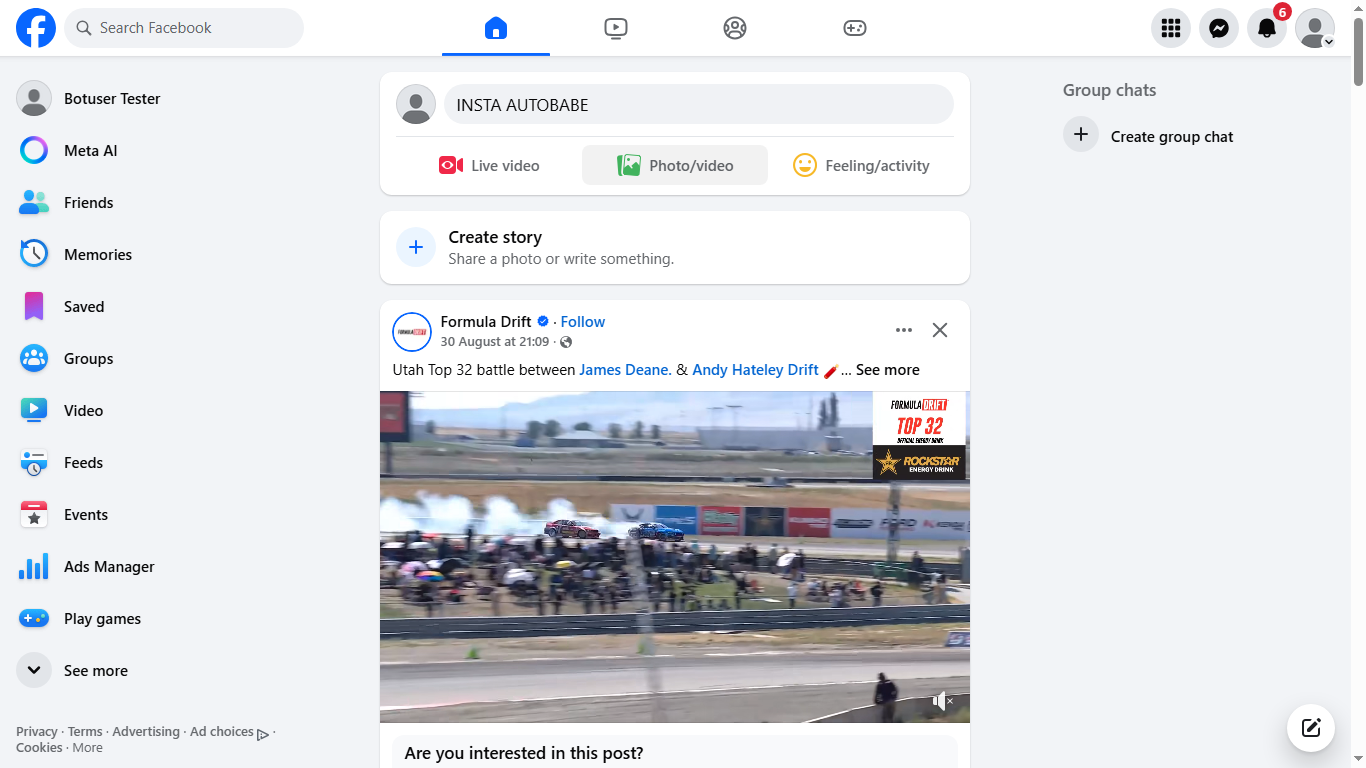 Search Facebook
6
Botuser Tester
Meta AI
Friends
Memories
Saved
Groups
Video
Feeds
Events
Ads Manager
Play games
See more
Privacy · Terms · Advertising · Ad choices ·
Cookies · More
INSTA AUTOBABE
Live video
Photo/video
Feeling/activity
Create story
Share a photo or write something.
FORMULA DRIFT
Formula Drift · Follow
30 August at 21:09 ·
Utah Top 32 battle between James Deane. & Andy Hateley Drift ... See more
FORMULA DRIFT
TOP 32
OFFICIAL ENERGY DRINK
ROCKSTAR
ENERGY DRINK
FORD
Are you interested in this post?
Group chats
Create group chat